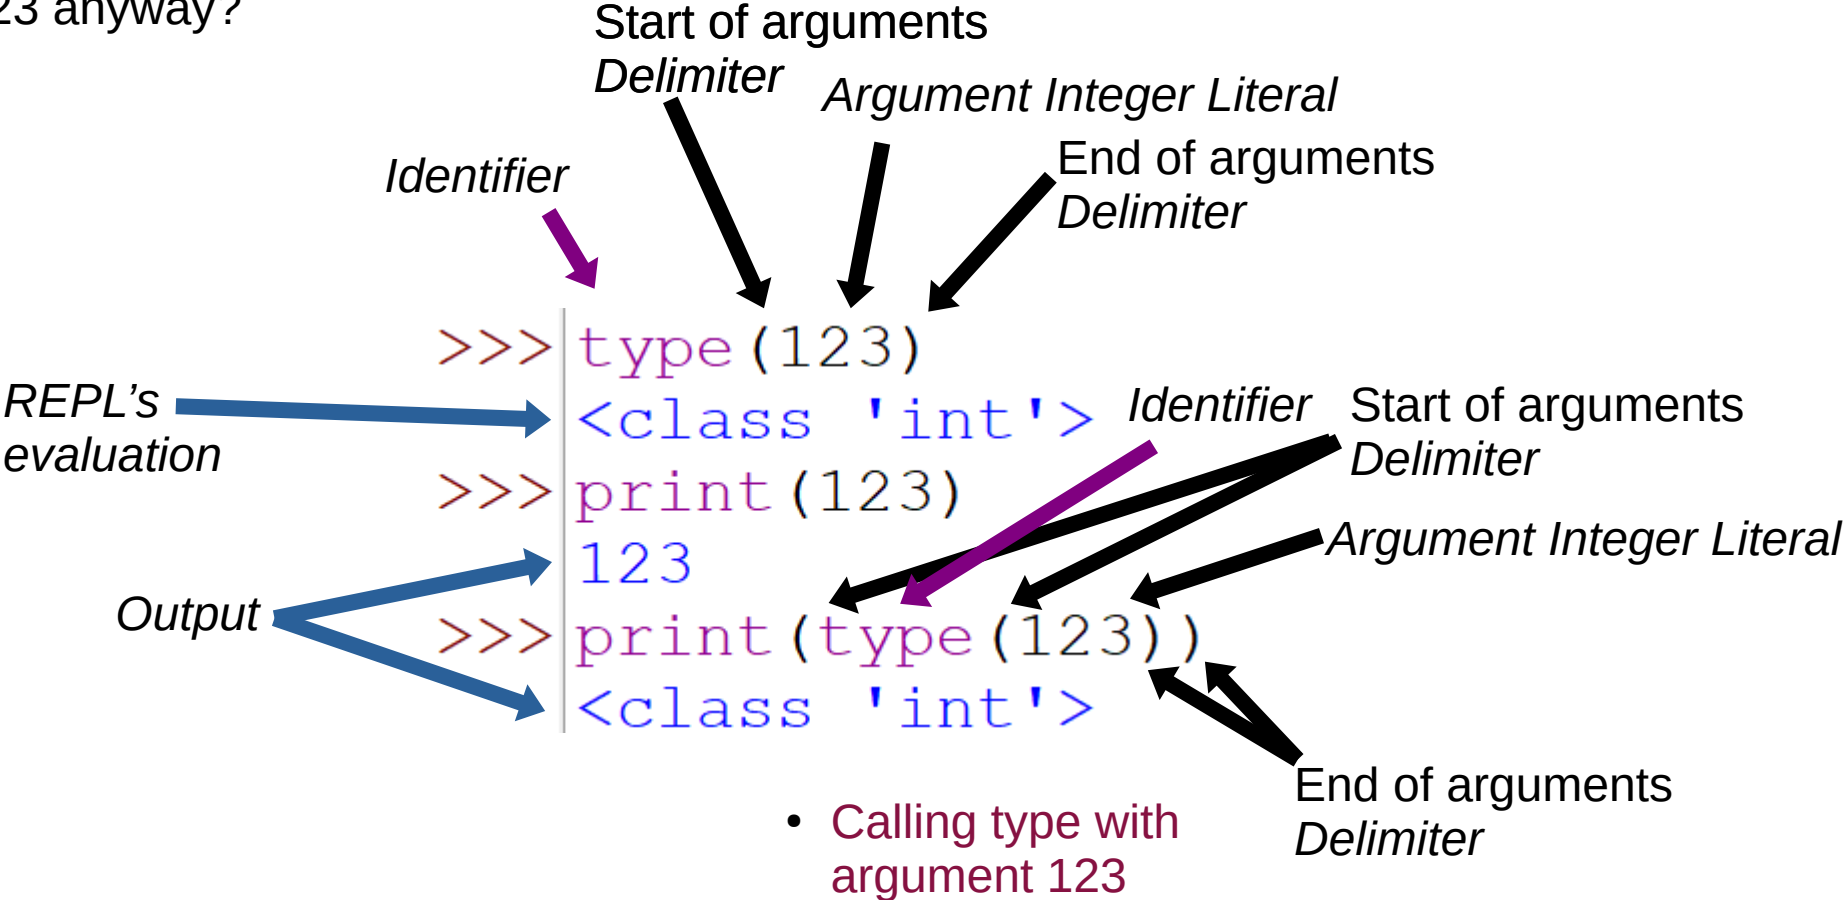 23 anyway?
Start of arguments
Delimiter
Argument Integer Literal
Identifier
End of arguments
Delimiter
>>> type(123)
REPL’s
evaluation
<class 'int'>
Identifier
Start of arguments
Delimiter
>>> print(123)
Argument Integer Literal
123
Output
>>> print(type(123))
<class 'int'>
End of arguments
Delimiter
• Calling type with
argument 123